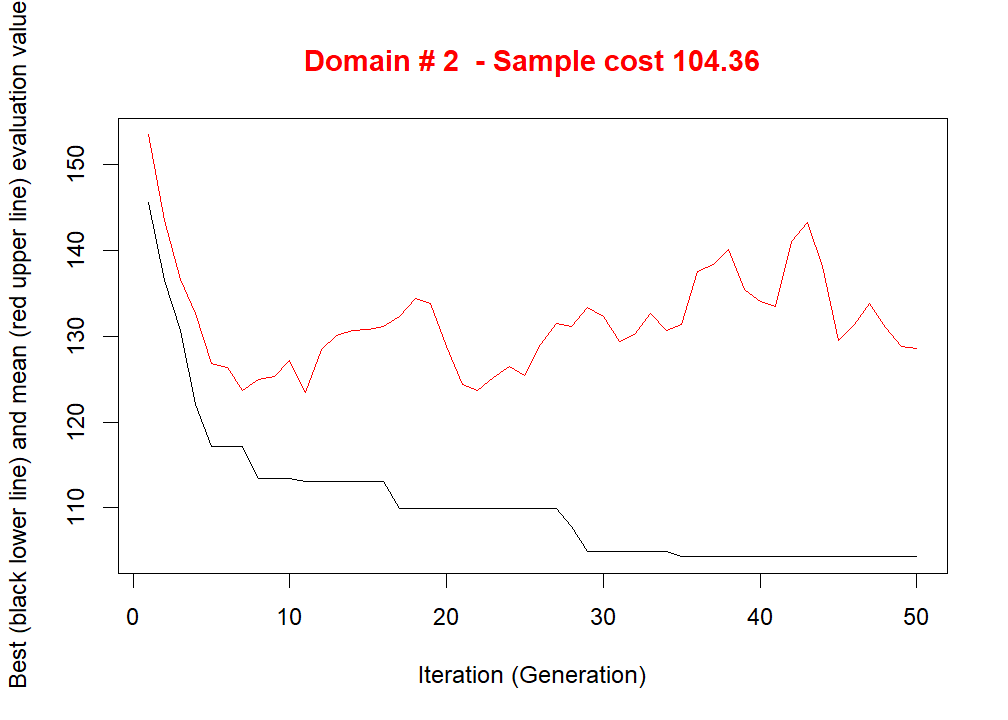 Domain # 2  - Sample cost 104.36
Best (black lower line) and mean (red upper line) evaluation value
150
140
130
120
110
0 10 20 30 40 50
Iteration (Generation)